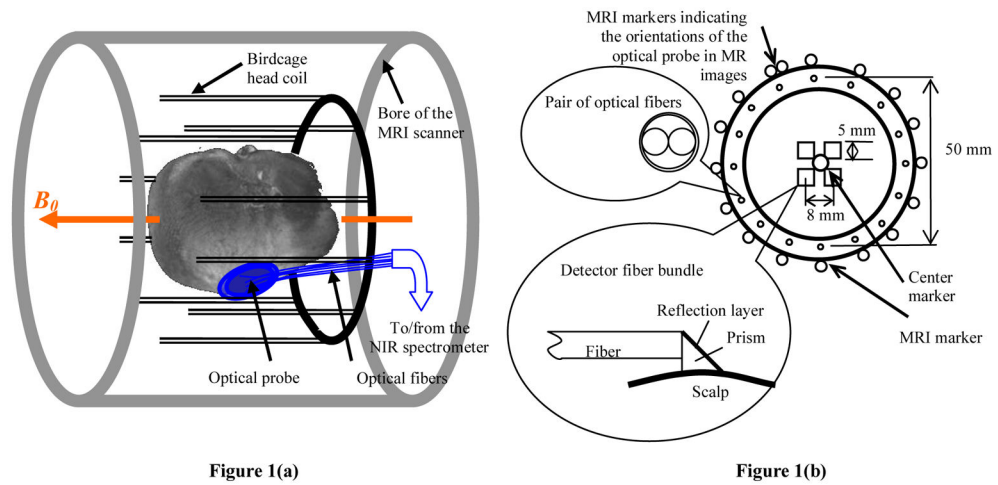 Birdcage
head coil
Bore of the
MRI scanner
B0
To/from the
NIR spectrometer
Optical probe
Optical fibers
Figure 1(a)
MRI markers indicating
the orientations of the
optical probe in MR
images
Pair of optical fibers
5 mm
50 mm
8 mm
Detector fiber bundle
Reflection layer
Prism
Fiber
Scalp
Center
marker
MRI marker
Figure 1(b)